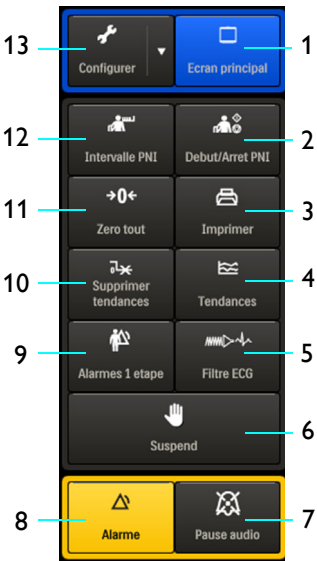 13
Configurer
Ecran principal
1
12
Intervalle PNI
Debut/Arret PNI
2
11
→0←
Zero tout
Imprimer
3
10
Supprimer
tendances
Tendances
4
9
Alarmes 1 etape
Filtre ECG
5
Suspend
6
8
Alarme
Pause audio
7